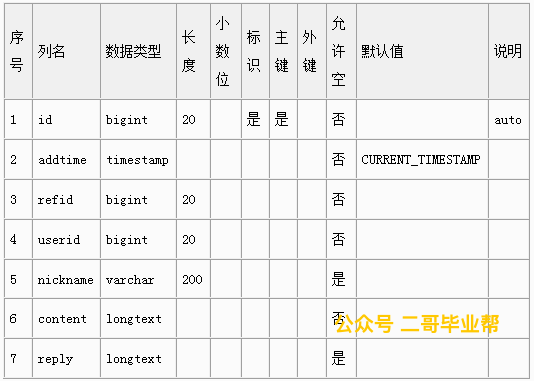 序号 列名 数据类型 长度 小数位 标识 主键 外键 允许空 默认值 说明
1 id bigint 20 是 是 否 auto
2 addtime timestamp 否 CURRENT_TIMESTAMP
3 refid bigint 20 否
4 userid bigint 20 否
5 nickname varchar 200 是
6 content longtext 否
公众号 二哥毕业帮
7 reply longtext 是